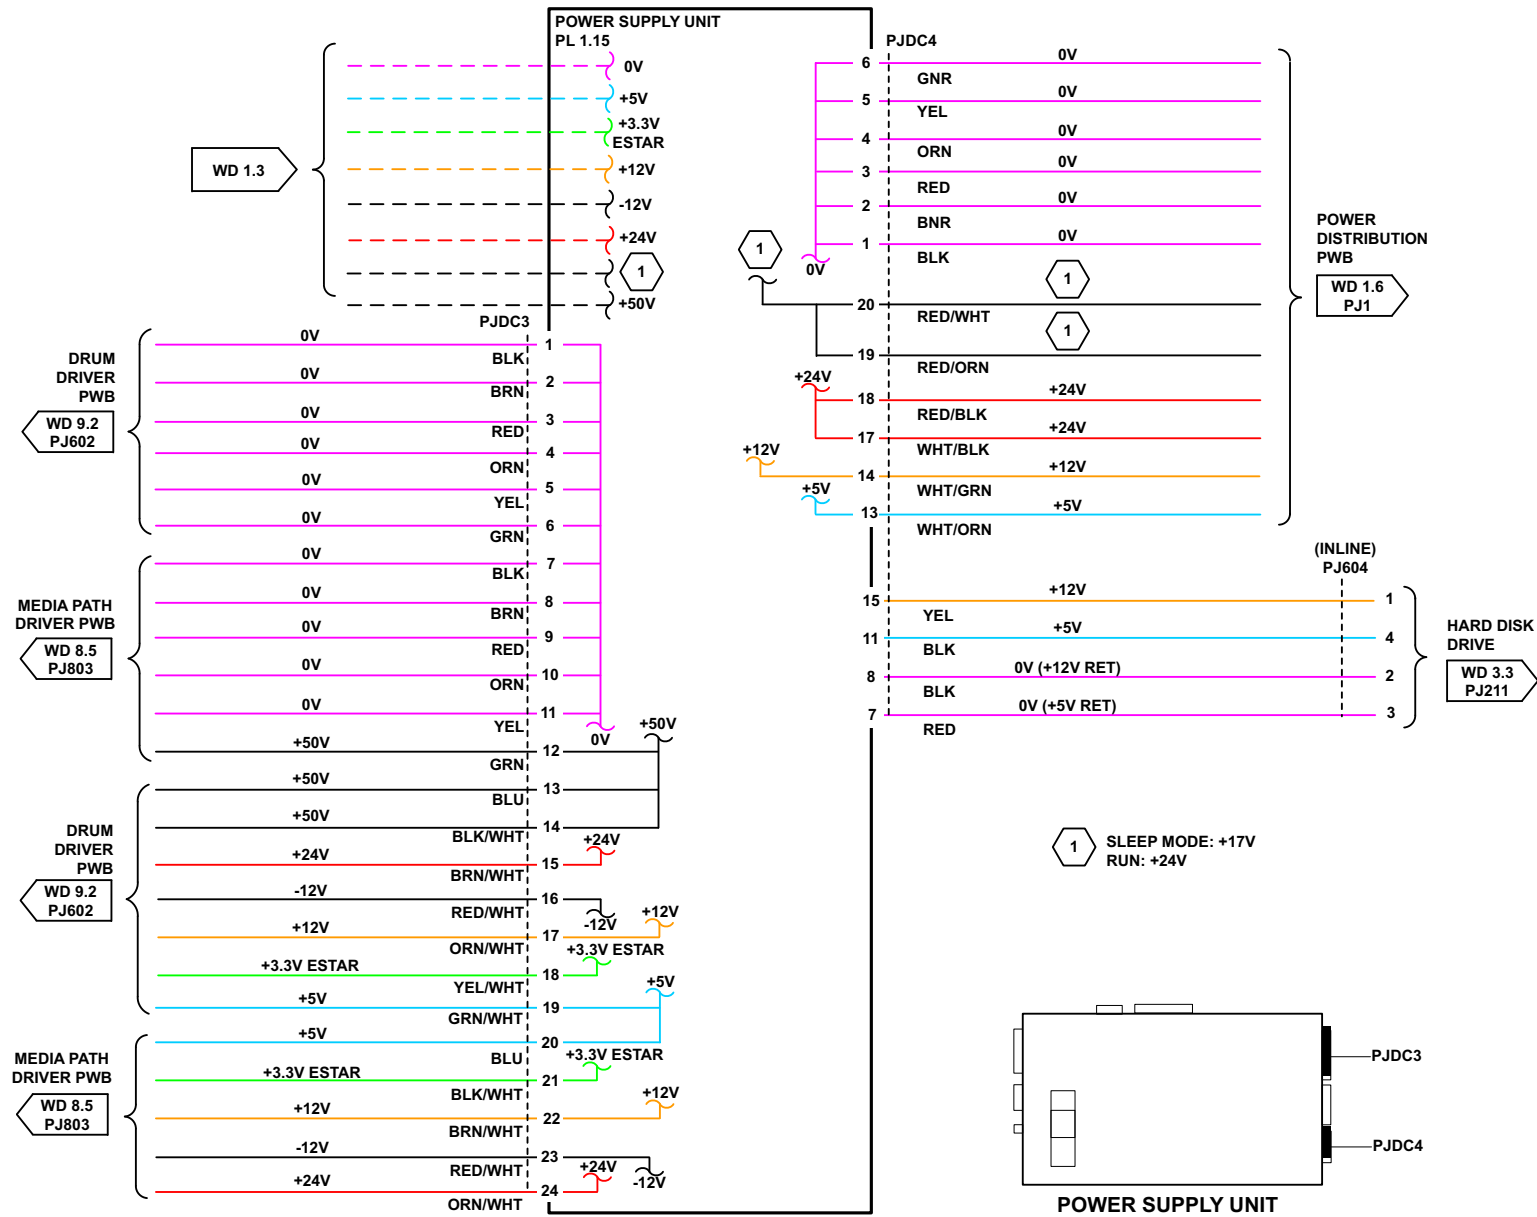 POWER SUPPLY UNIT
PL 1.15
0V
+5V
+3.3V
ESTAR
+12V
-12V
+24V
1
+50V
WD 1.3
PJDC3
DRUM
DRIVER
PWB
WD 9.2
PJ602
0V 1
BLK
0V 2
BRN
0V 3
RED
0V 4
ORN
0V 5
YEL
0V 6
GRN
MEDIA PATH
DRIVER PWB
WD 8.5
PJ803
0V 7
BLK
0V 8
BRN
0V 9
RED
0V 10
ORN
0V 11
YEL
0V
+50V
+50V 12
GRN
DRUM
DRIVER
PWB
WD 9.2
PJ602
+50V 13
BLU
+50V 14
BLK/WHT
+24V 15 +24V
BRN/WHT
-12V 16 -12V
RED/WHT
+12V 17 +12V
ORN/WHT
+3.3V ESTAR 18 +3.3V ESTAR
YEL/WHT
+5V 19 +5V
GRN/WHT
MEDIA PATH
DRIVER PWB
WD 8.5
PJ803
+5V 20
BLU
+3.3V ESTAR 21 +3.3V ESTAR
BLK/WHT
+12V 22 +12V
BRN/WHT
-12V 23 -12V
RED/WHT
+24V 24 +24V
ORN/WHT
PJDC4
6 0V
GNR
5 0V
YEL
4 0V
ORN
3 0V
RED
2 0V
BNR
1 0V
BLK
0V
1
20 1
RED/WHT
19 1
RED/ORN
+24V
18 +24V
RED/BLK
17 +24V
WHT/BLK
+12V 14 +12V
WHT/GRN
+5V 13 +5V
WHT/ORN
POWER
DISTRIBUTION
PWB
WD 1.6
PJ1
(INLINE)
PJ604
15 +12V 1
YEL
11 +5V 4
BLK
8 0V (+12V RET) 2
BLK
7 0V (+5V RET) 3
RED
HARD DISK
DRIVE
WD 3.3
PJ211
1 SLEEP MODE: +17V
RUN: +24V
PJDC3
PJDC4
POWER SUPPLY UNIT